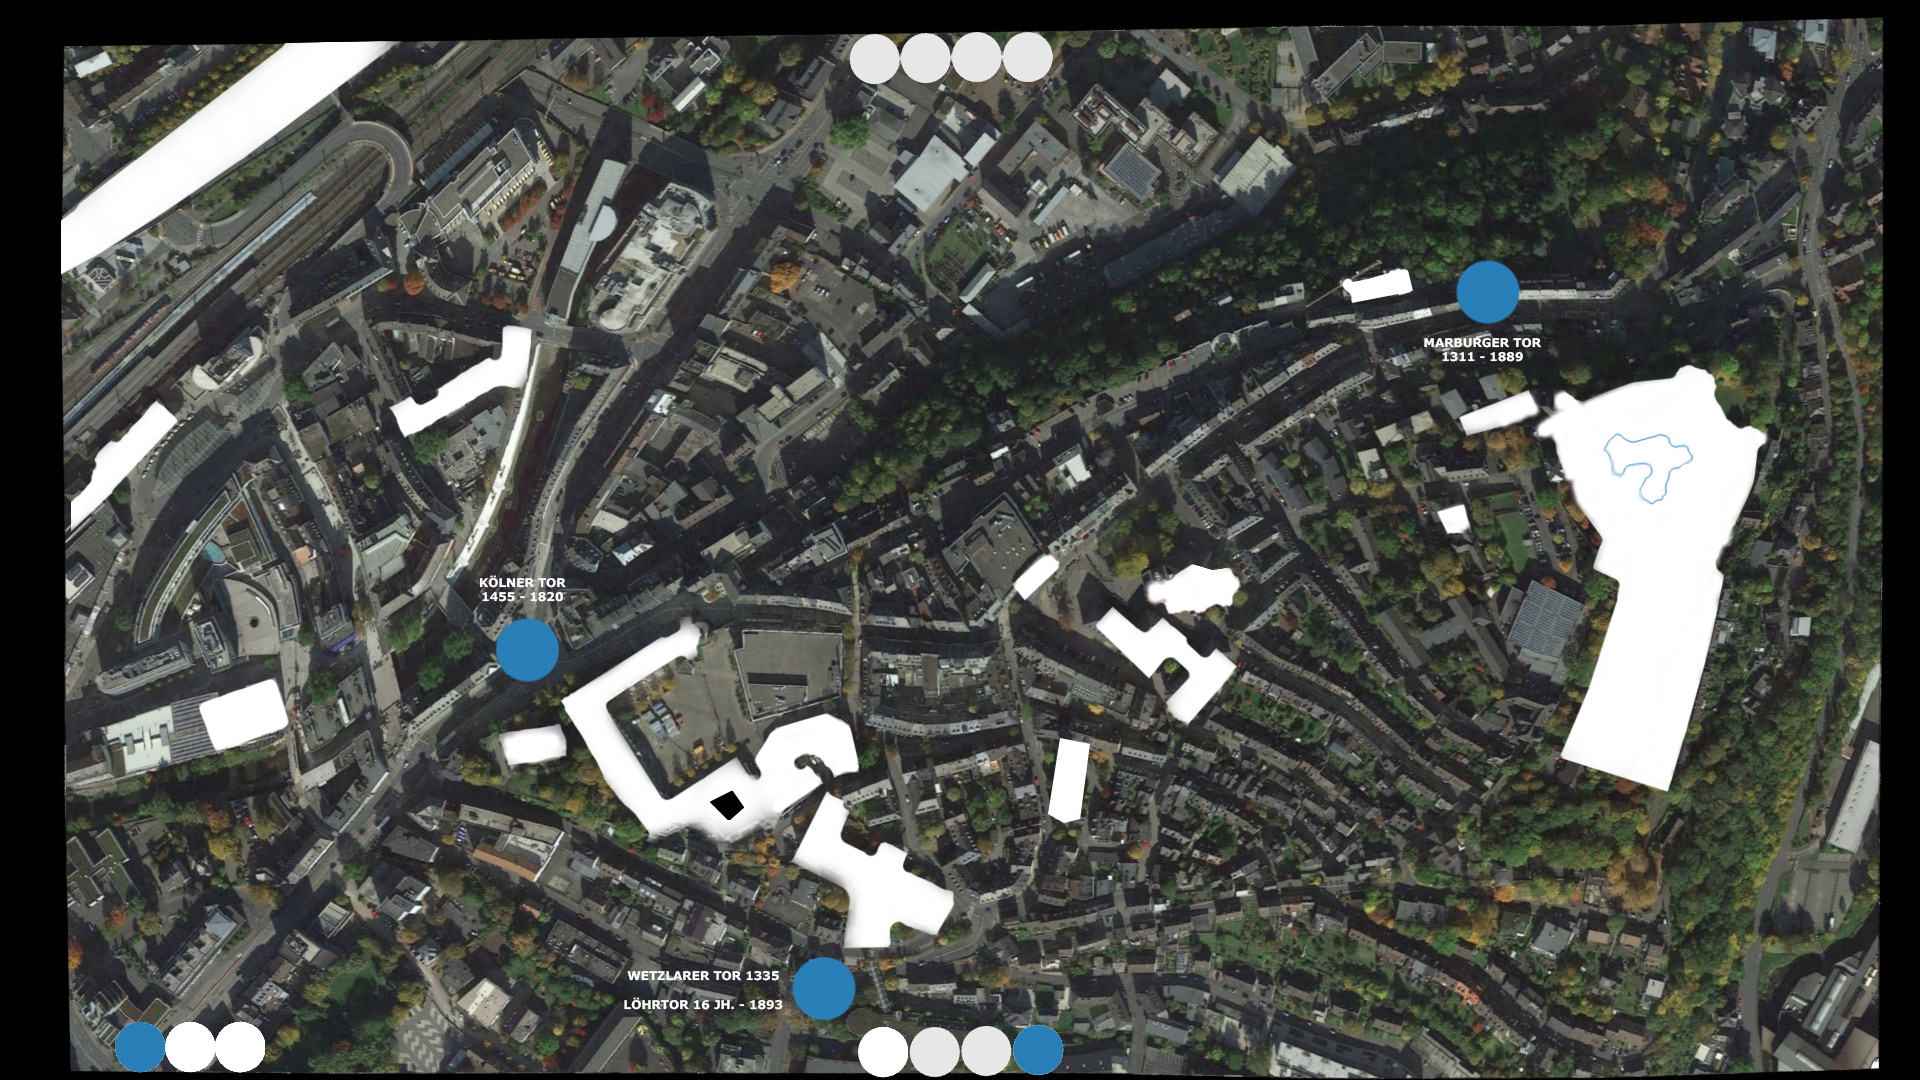 MARBURGER TOR
1311 - 1889
KÖLNER TOR
1455 - 1820
WETZLARER TOR 1335
LÖHRTOR 16 JH. - 1893